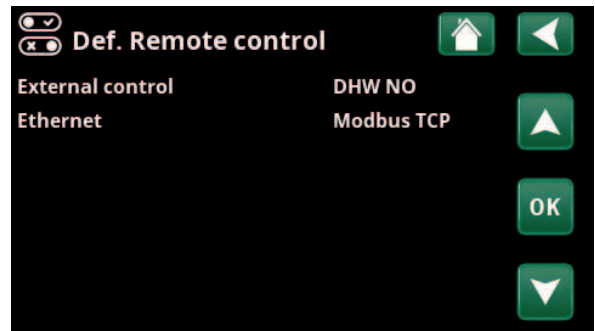 Def. Remote control
External control DHW NO
Ethernet Modbus TCP
OK